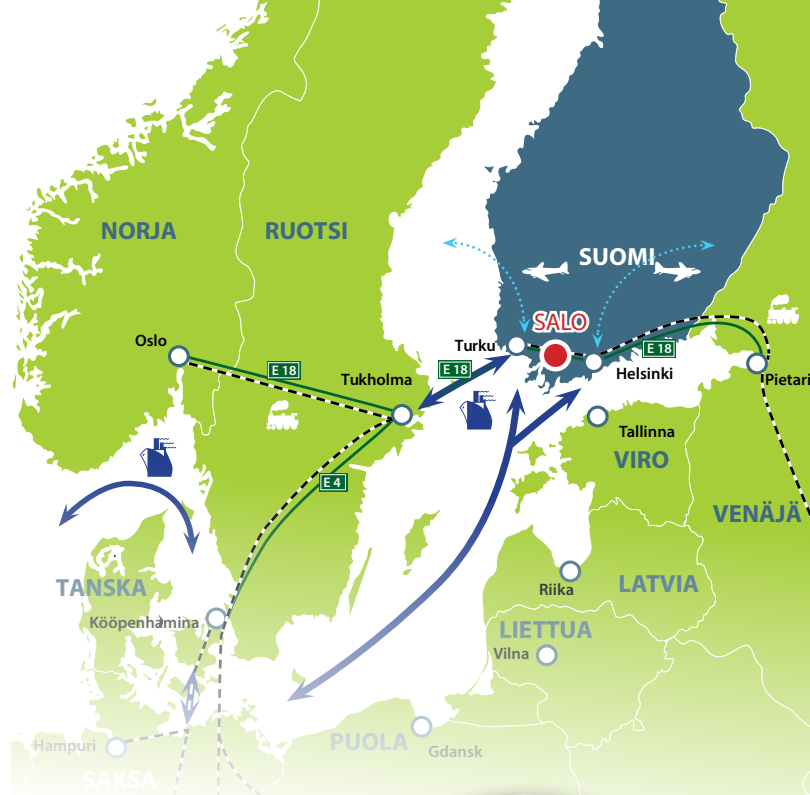 NORJA
RUOTSI
SUOMI
SALO
Oslo
Turku
E 18
E 18
E 18
Helsinki
Tukholma
Pietari
Tallinna
VIRO
E 4
VENÄJÄ
TANSKA
Riika
LATVIA
Kööpenhamina
LIETTUA
Vilna
Hampuri
PUOLA
Gdansk
SAKSA